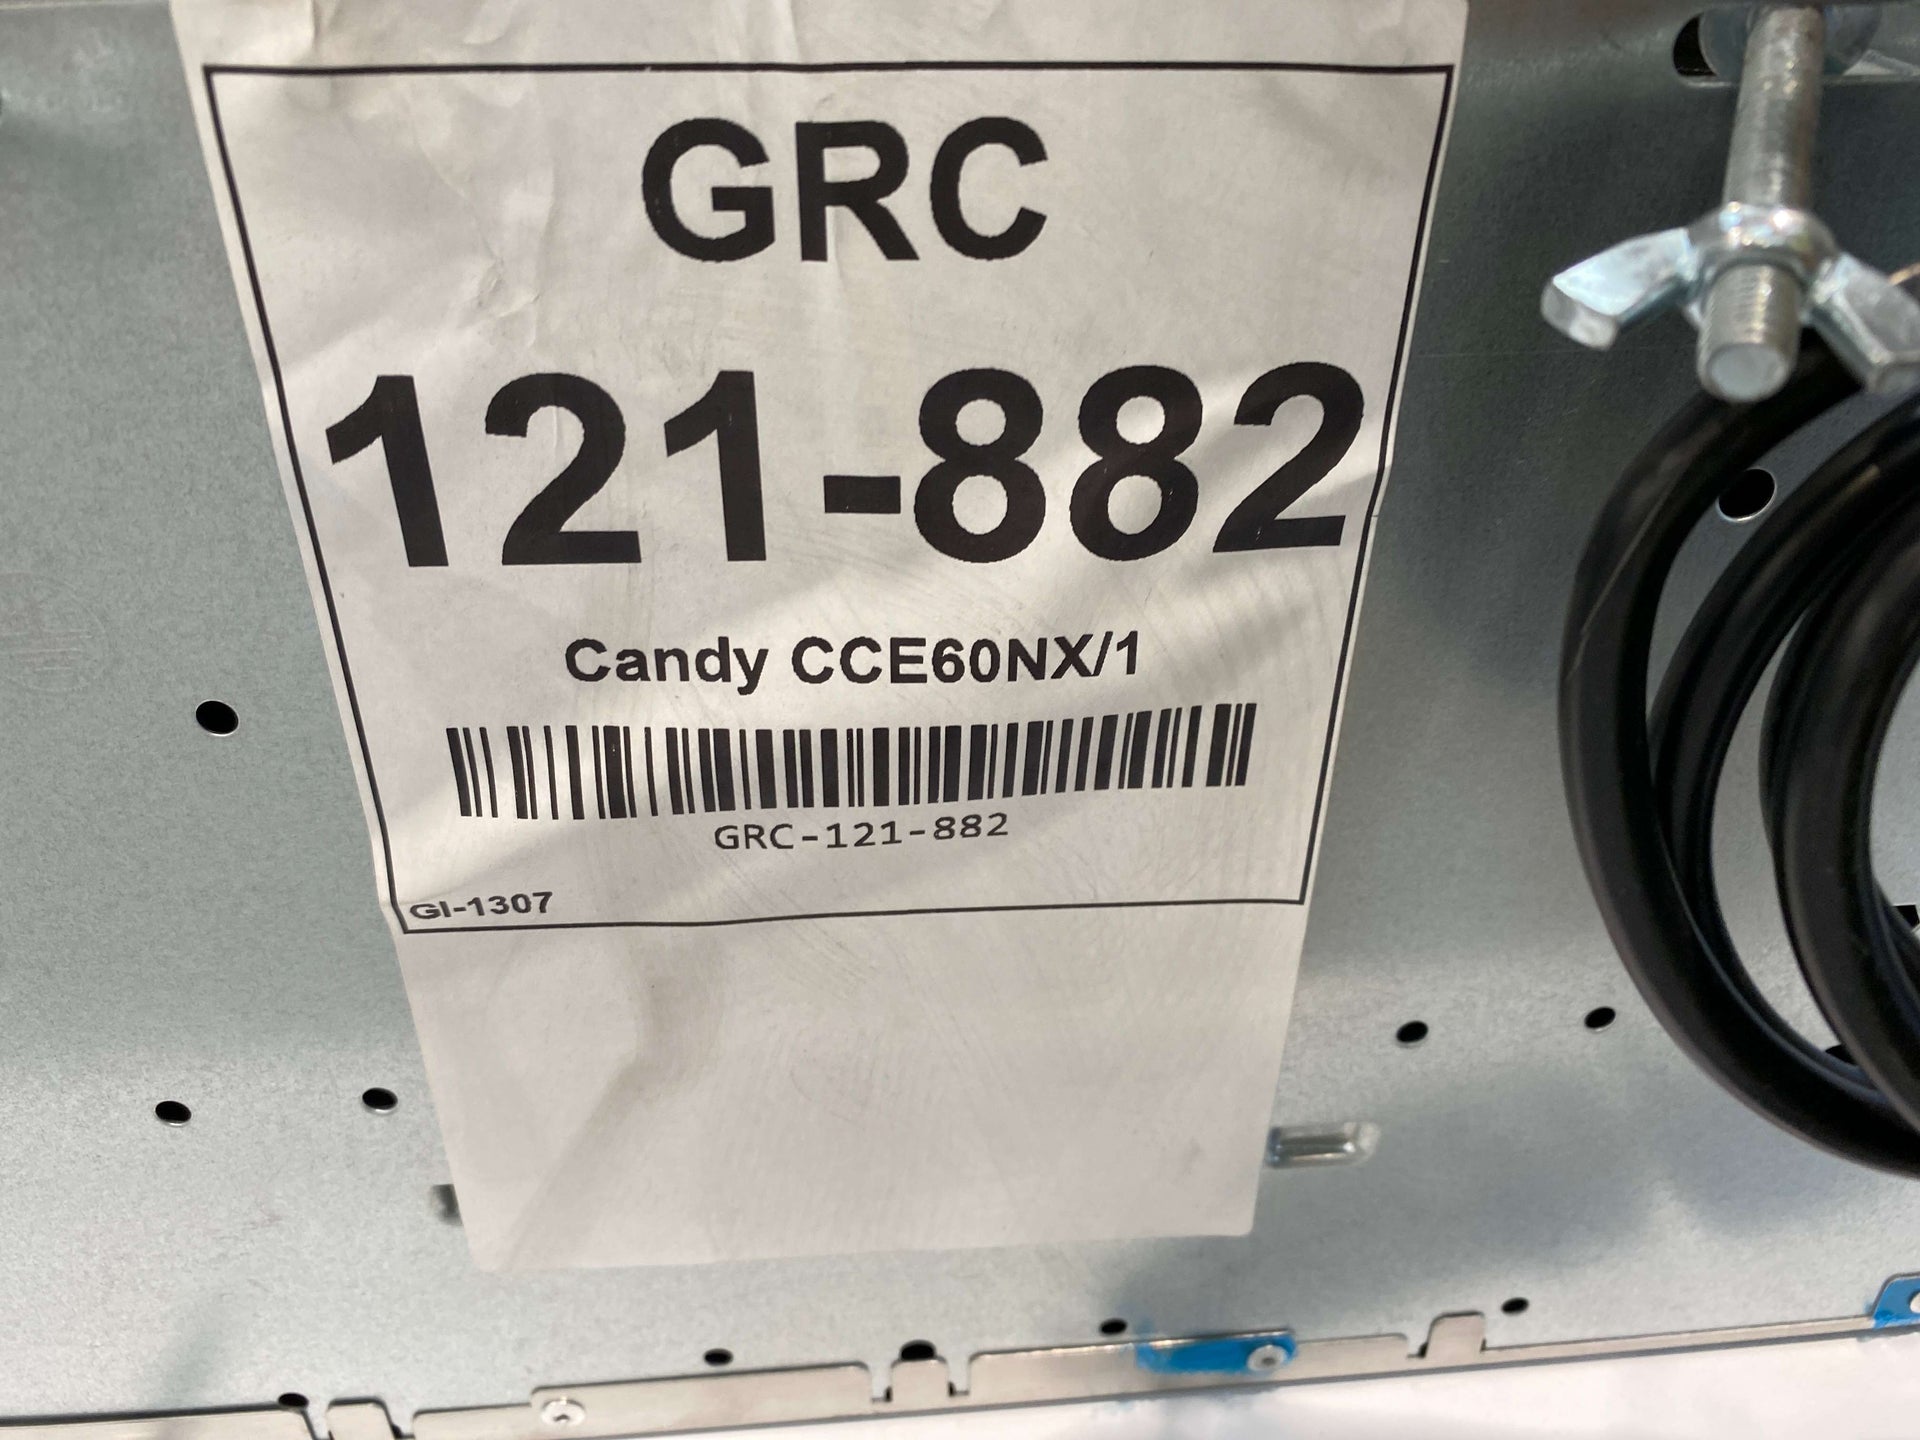 GRC
121-882
Candy CCE60NX/1
GRC-121-882
GI-1307